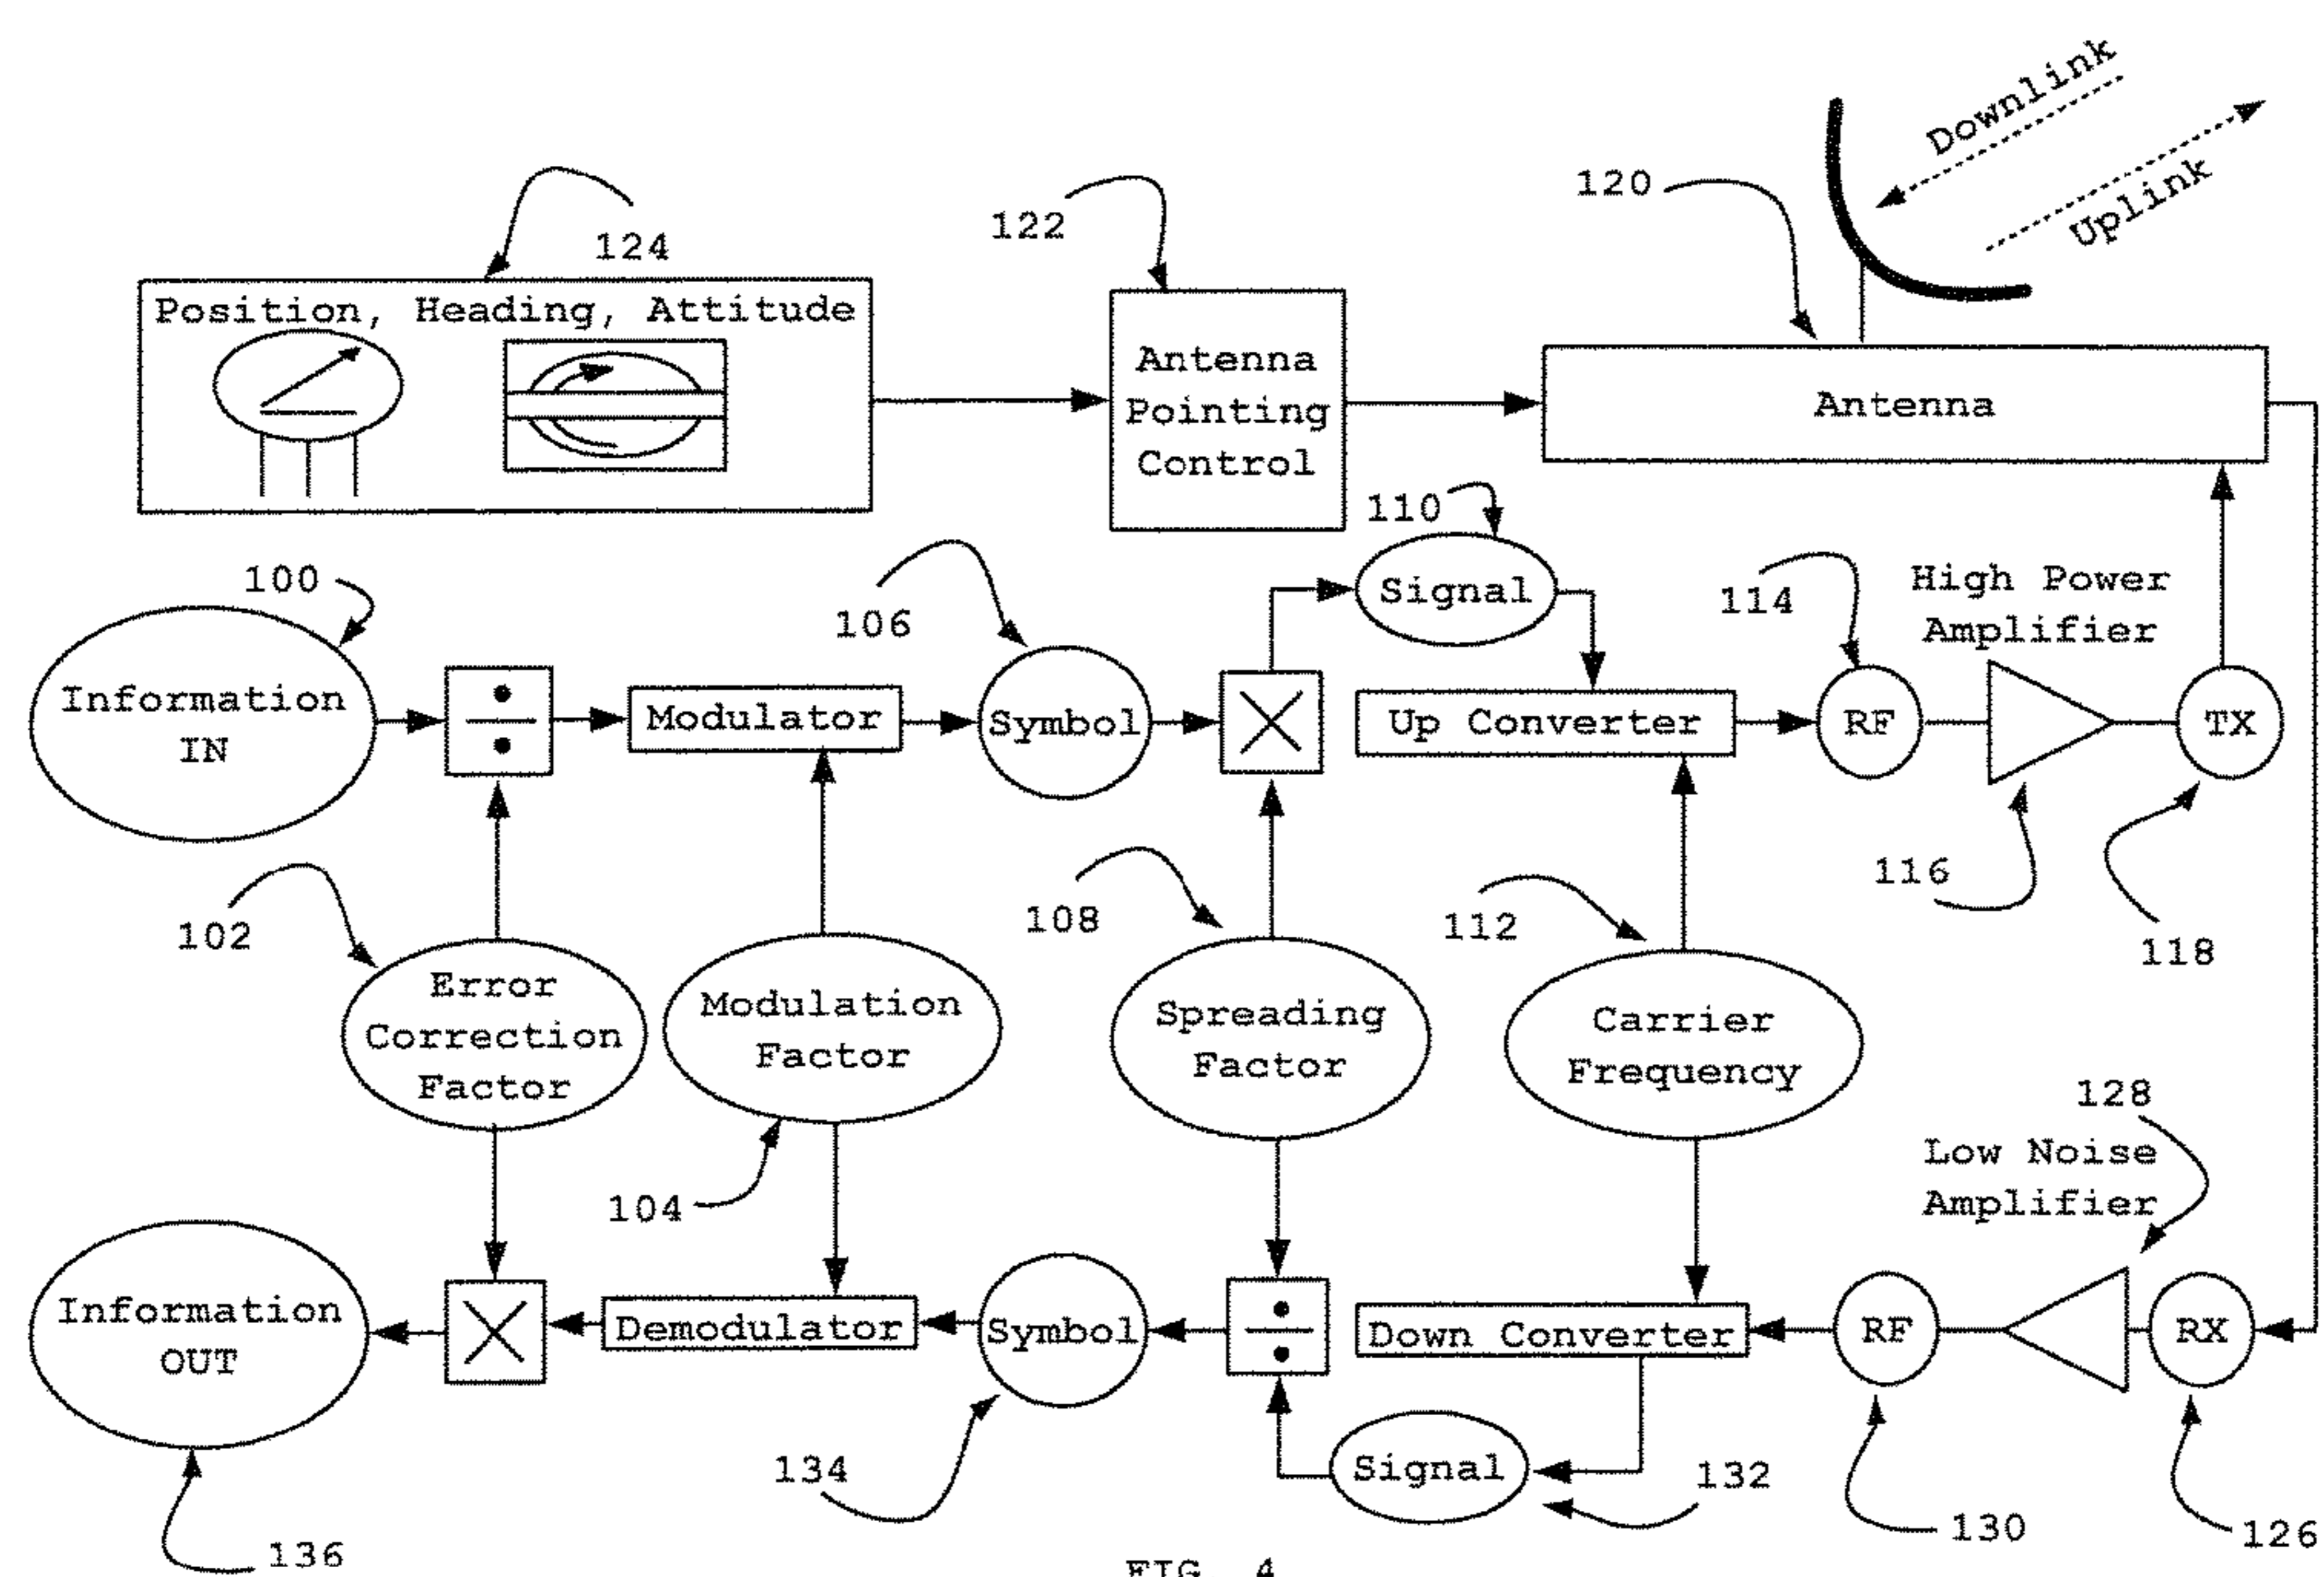 Downlink
Uplink
120
122
124
Position, Heading, Attitude
Antenna
Pointing
Control
Antenna
110
Signal
100
106
114
High Power
Amplifier
Information
IN
Modulator
Symbol
Up Converter
RF
TX
116
118
102
108
112
Error
Correction
Factor
Modulation
Factor
Spreading
Factor
Carrier
Frequency
104
128
Low Noise
Amplifier
Information
OUT
Demodulator
Symbol
Down Converter
RF
RX
134
Signal
132
130
126
136
FIG. 4